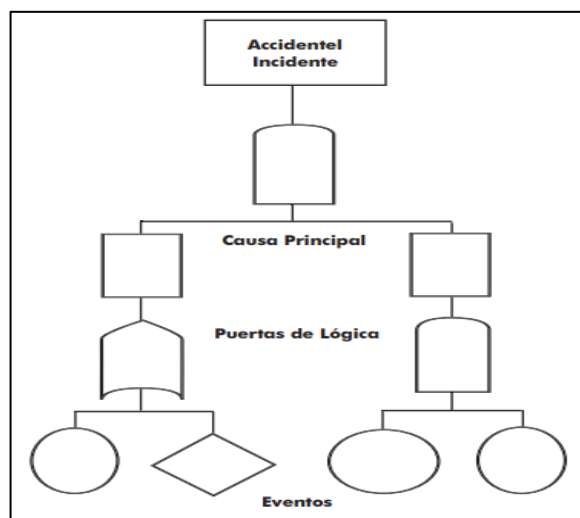 Accidentel
Incidente
Causa Principal
Puertas de Lógica
Eventos